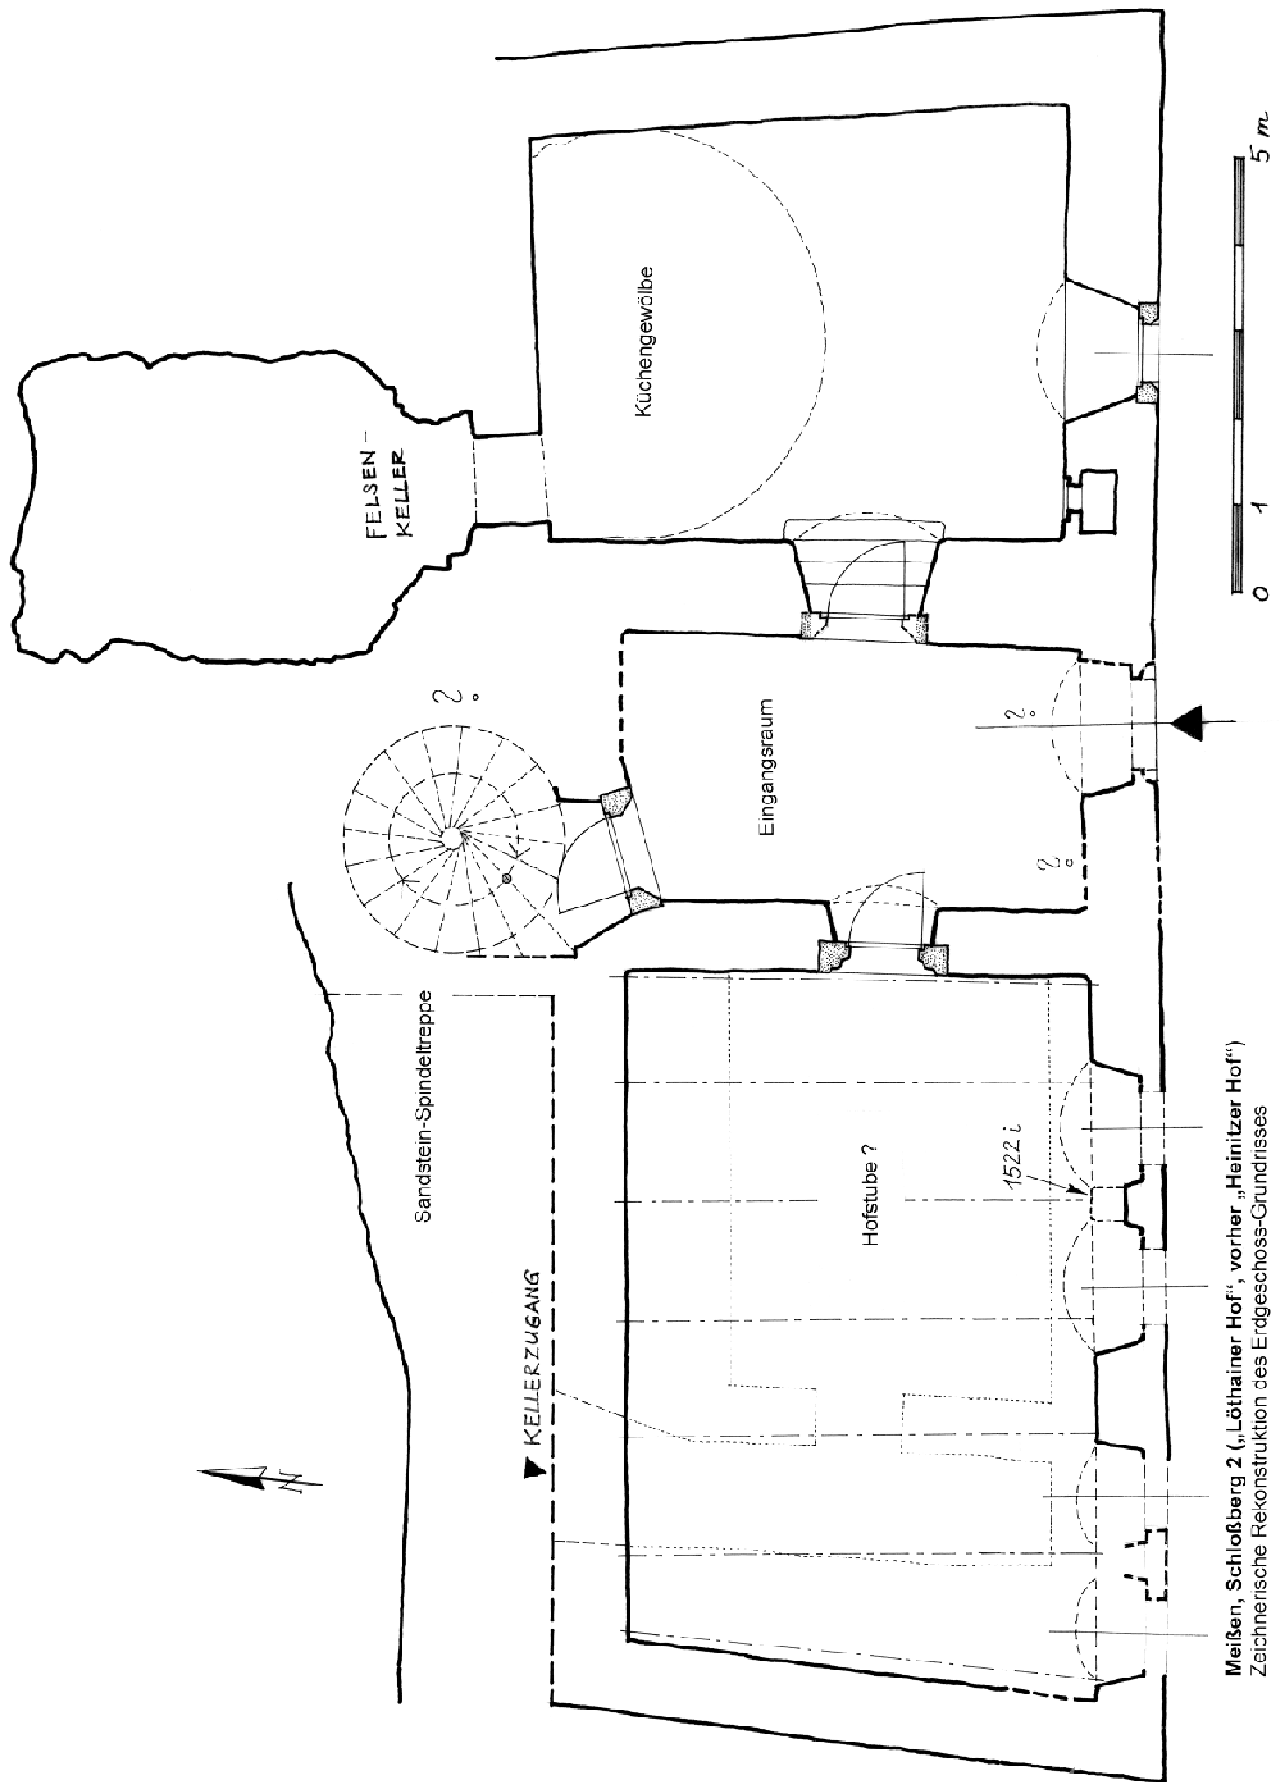 FELSEN-
KELLER
Küchengewölbe
?
Eingangsraum
?
?
Sandstein-Spindeltreppe
KELLERZUGANG
Hofstube ?
1522 i
N
0 1 5 m
Meißen, Schloßberg 2 („Löthainer Hof“, vorher „Heinitzer Hof“)
Zeichnerische Rekonstruktion des Erdgeschoss-Grundrisses